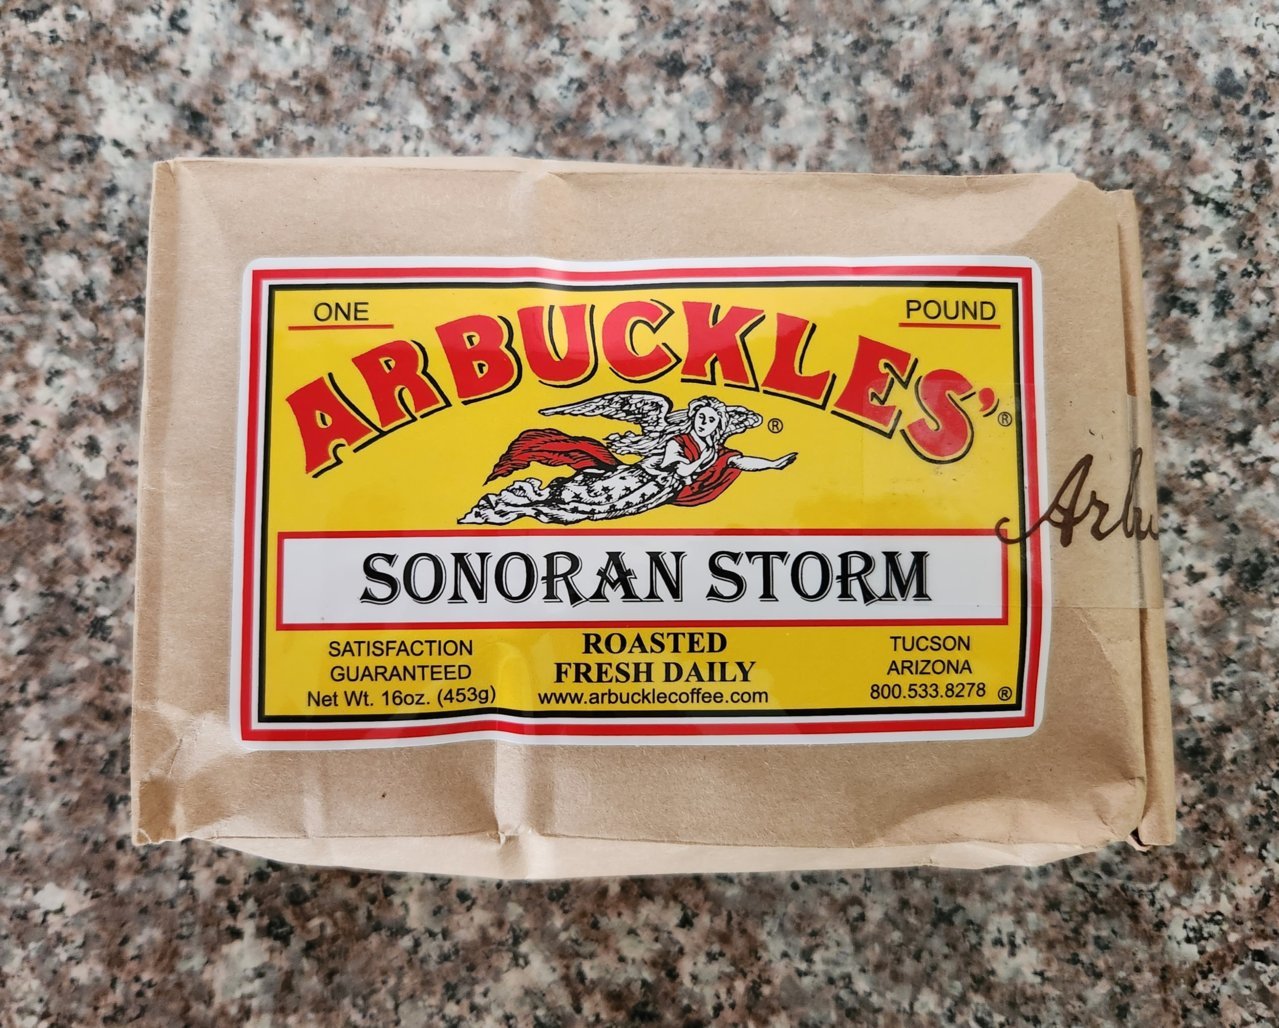 ONE
POUND
ARBUCKLES'®
®
SONORAN STORM
SATISFACTION
GUARANTEED
Net Wt. 16oz. (453g)
ROASTED
FRESH DAILY
www.arbucklecoffee.com
TUCSON
ARIZONA
800.533.8278 ®